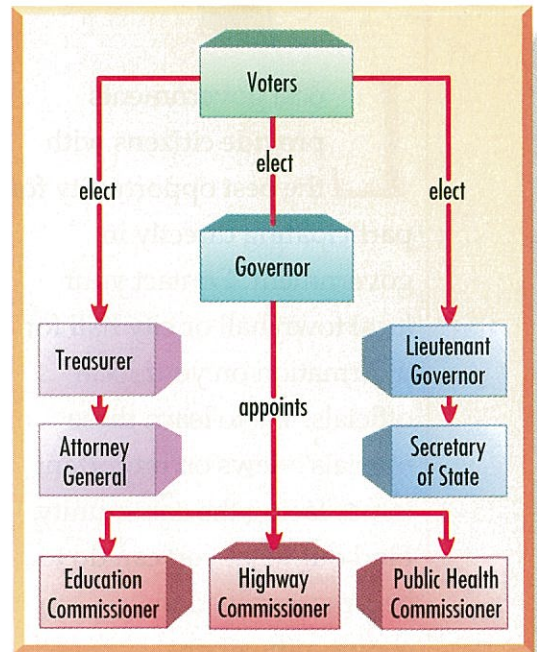 Voters
elect
elect
elect
Governor
Treasurer
Lieutenant
Governor
appoints
Attorney
General
Secretary
of State
Education
Commissioner
Highway
Commissioner
Public Health
Commissioner